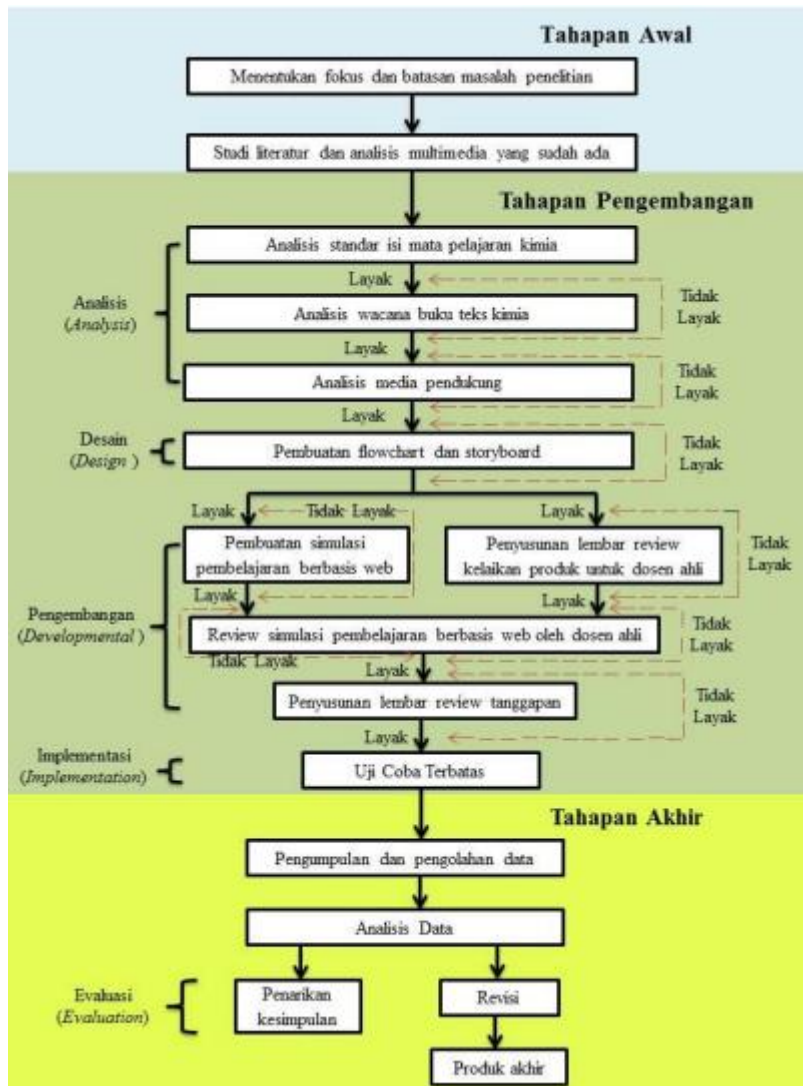 Tahapan Awal
Menentukan fokus dan batasan masalah penelitian
Studi literatur dan analisis multimedia yang sudah ada
Tahapan Pengembangan
Analisis standar isi mata pelajaran kimia
Layak
Tidak
Layak
Analisis
(Analysis)
Analisis wacana buku teks kimia
Layak
Tidak
Layak
Analisis media pendukung
Layak
Desain
(Design )
Pembuatan flowchart dan storyboard
Tidak
Layak
Layak
Tidak Layak
Layak
Pembuatan simulasi
pembelajaran berbasis web
Penyusunan lembar review
kelaikan produk untuk dosen ahli
Tidak
Layak
Layak
Layak
Pengembangan
(Developmental )
Review simulasi pembelajaran berbasis web oleh dosen ahli
Tidak
Layak
Tidak Layak
Layak
Penyusunan lembar review tanggapan
Tidak
Layak
Layak
Implementasi
(Implementation)
Uji Coba Terbatas
Tahapan Akhir
Pengumpulan dan pengolahan data
Analisis Data
Evaluasi
(Evaluation)
Penarikan
kesimpulan
Revisi
Produk akhir